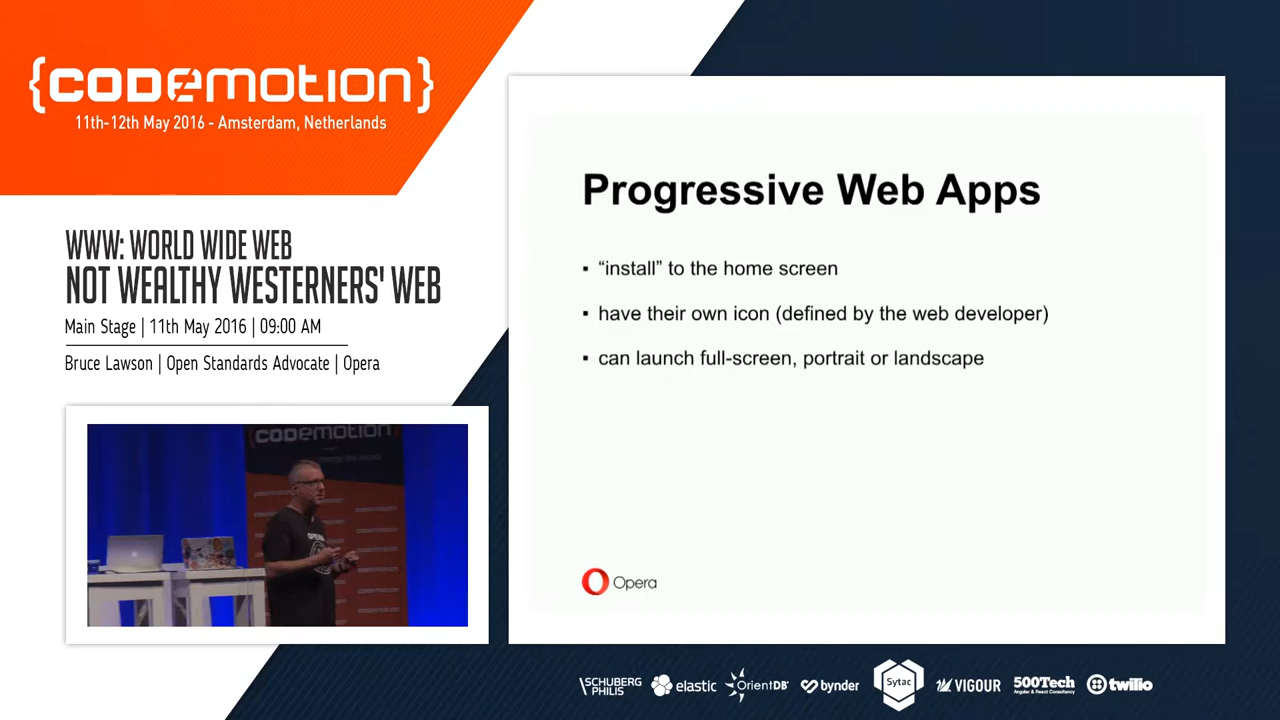 {CODEMOTION}
11th-12th May 2016 - Amsterdam, Netherlands
WWW: WORLD WIDE WEB
NOT WEALTHY WESTERNERS' WEB
Main Stage | 11th May 2016 | 09:00 AM
Bruce Lawson | Open Standards Advocate | Opera
{CODEMOTION
Progressive Web Apps
▪ “install” to the home screen
▪ have their own icon (defined by the web developer)
▪ can launch full-screen, portrait or landscape
Opera
SCHUBERG
PHILIS
elastic
OrientDB
bynder
Sytac
VIGOUR
500Tech
Angular & React Consultancy
twilio